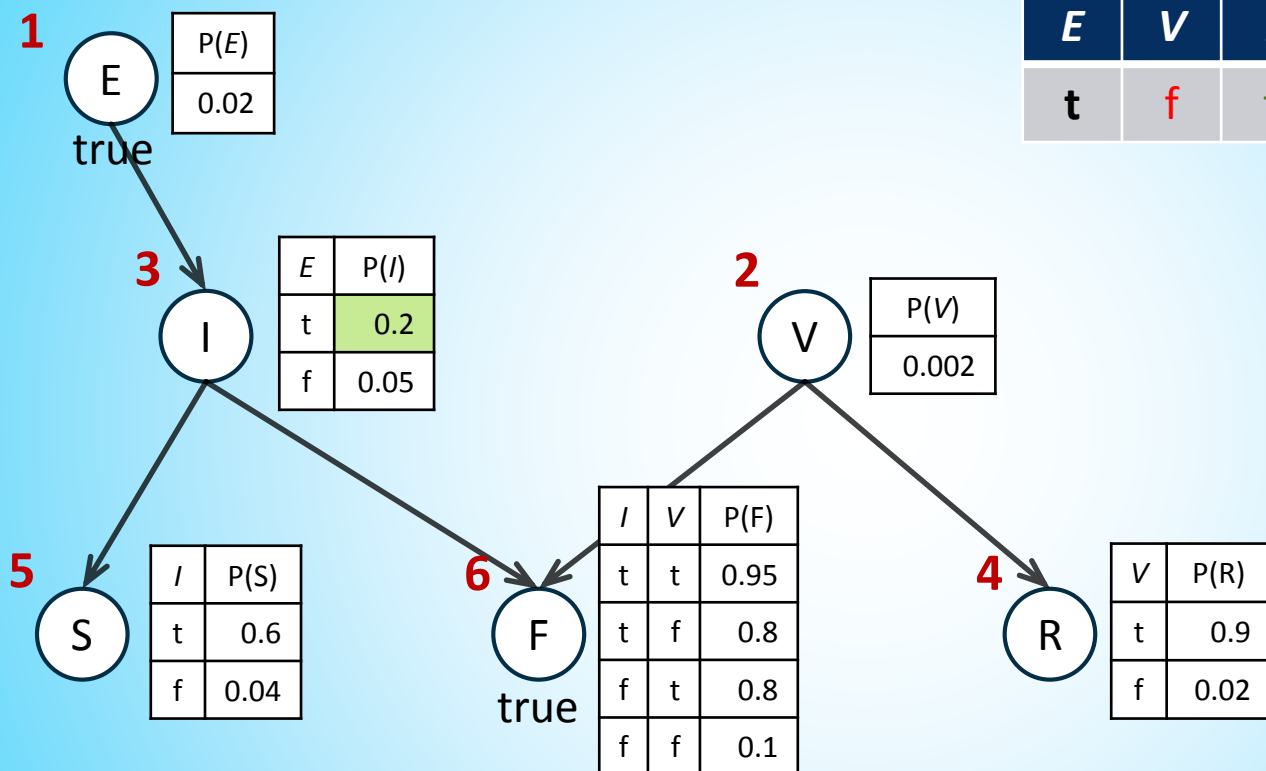 1
E
true
P(E)
0.02
E V
t f
3
I
E P(I)
t 0.2
f 0.05
2
V
P(V)
0.002
5
S
I P(S)
t 0.6
f 0.04
6
F
true
I V P(F)
t t 0.95
t f 0.8
f t 0.8
f f 0.1
4
R
V P(R)
t 0.9
f 0.02